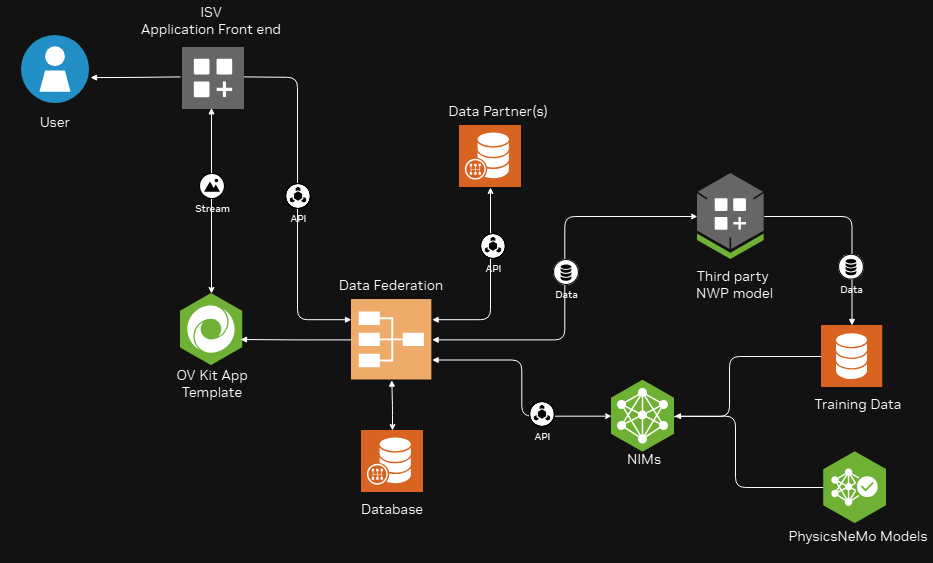 ISV
Application Front end
User
Data Partner(s)
Stream
API
API
Data
Third party
NWP model
Data
Data Federation
OV Kit App
Template
Training Data
API
NIMs
Database
PhysicsNeMo Models